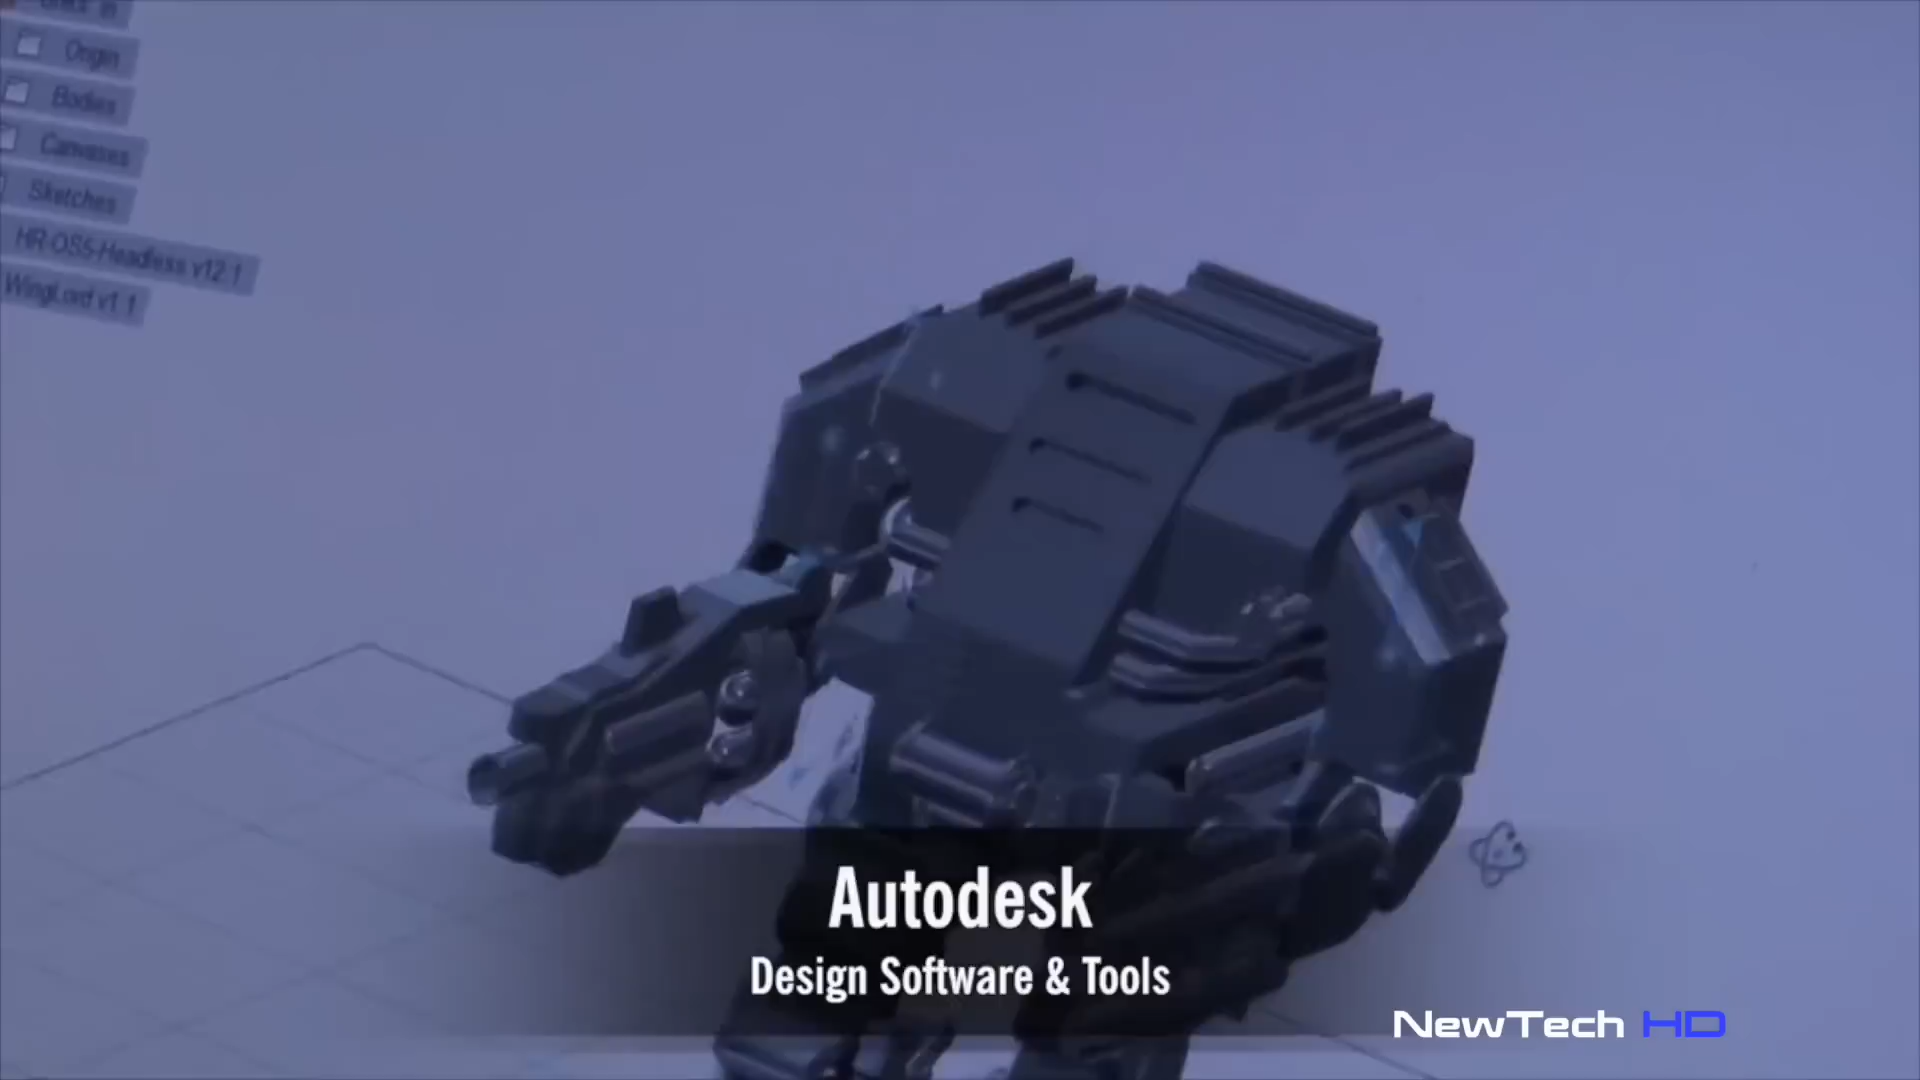 Origin
Bodies
Canvases
Sketches
HR-OS5-Headless v12:1
WingLord v1:1
Autodesk
Design Software & Tools
NewTech HD